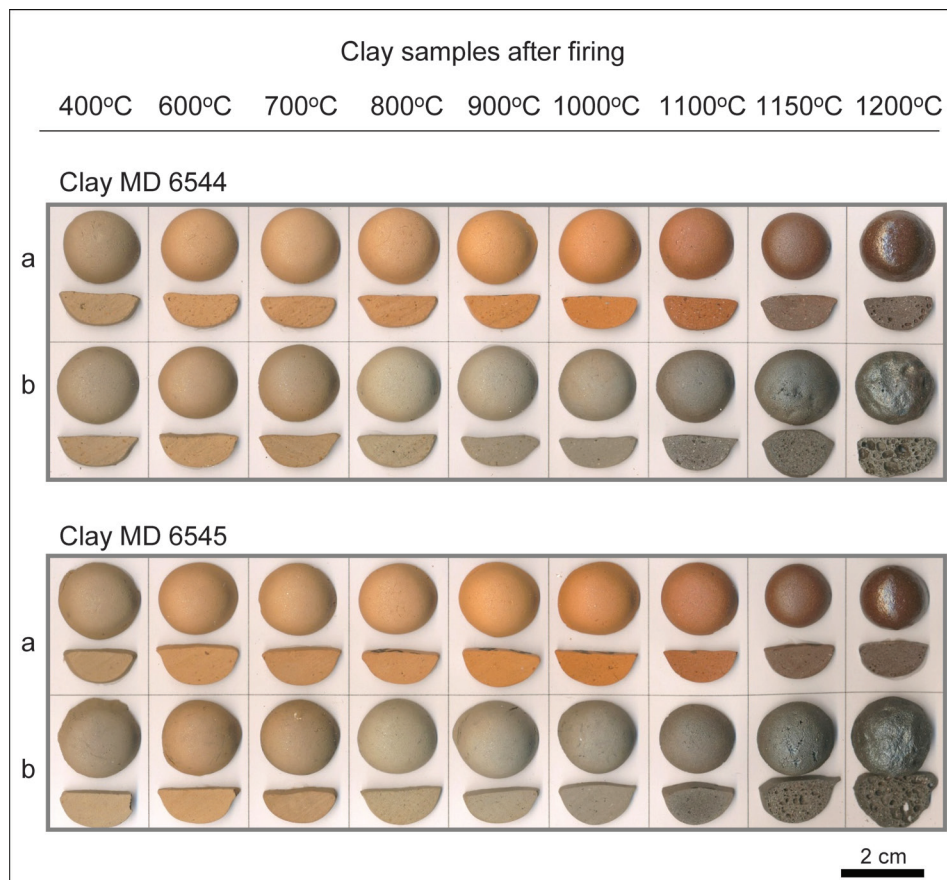 Clay samples after firing
400°C 600°C 700°C 800°C 900°C 1000°C 1100°C 1150°C 1200°C
Clay MD 6544
a
b
Clay MD 6545
a
b
2 cm